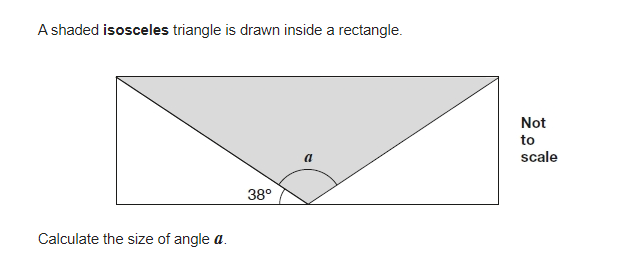 A shaded isosceles triangle is drawn inside a rectangle.
a
38°
Not
to
scale
Calculate the size of angle a.